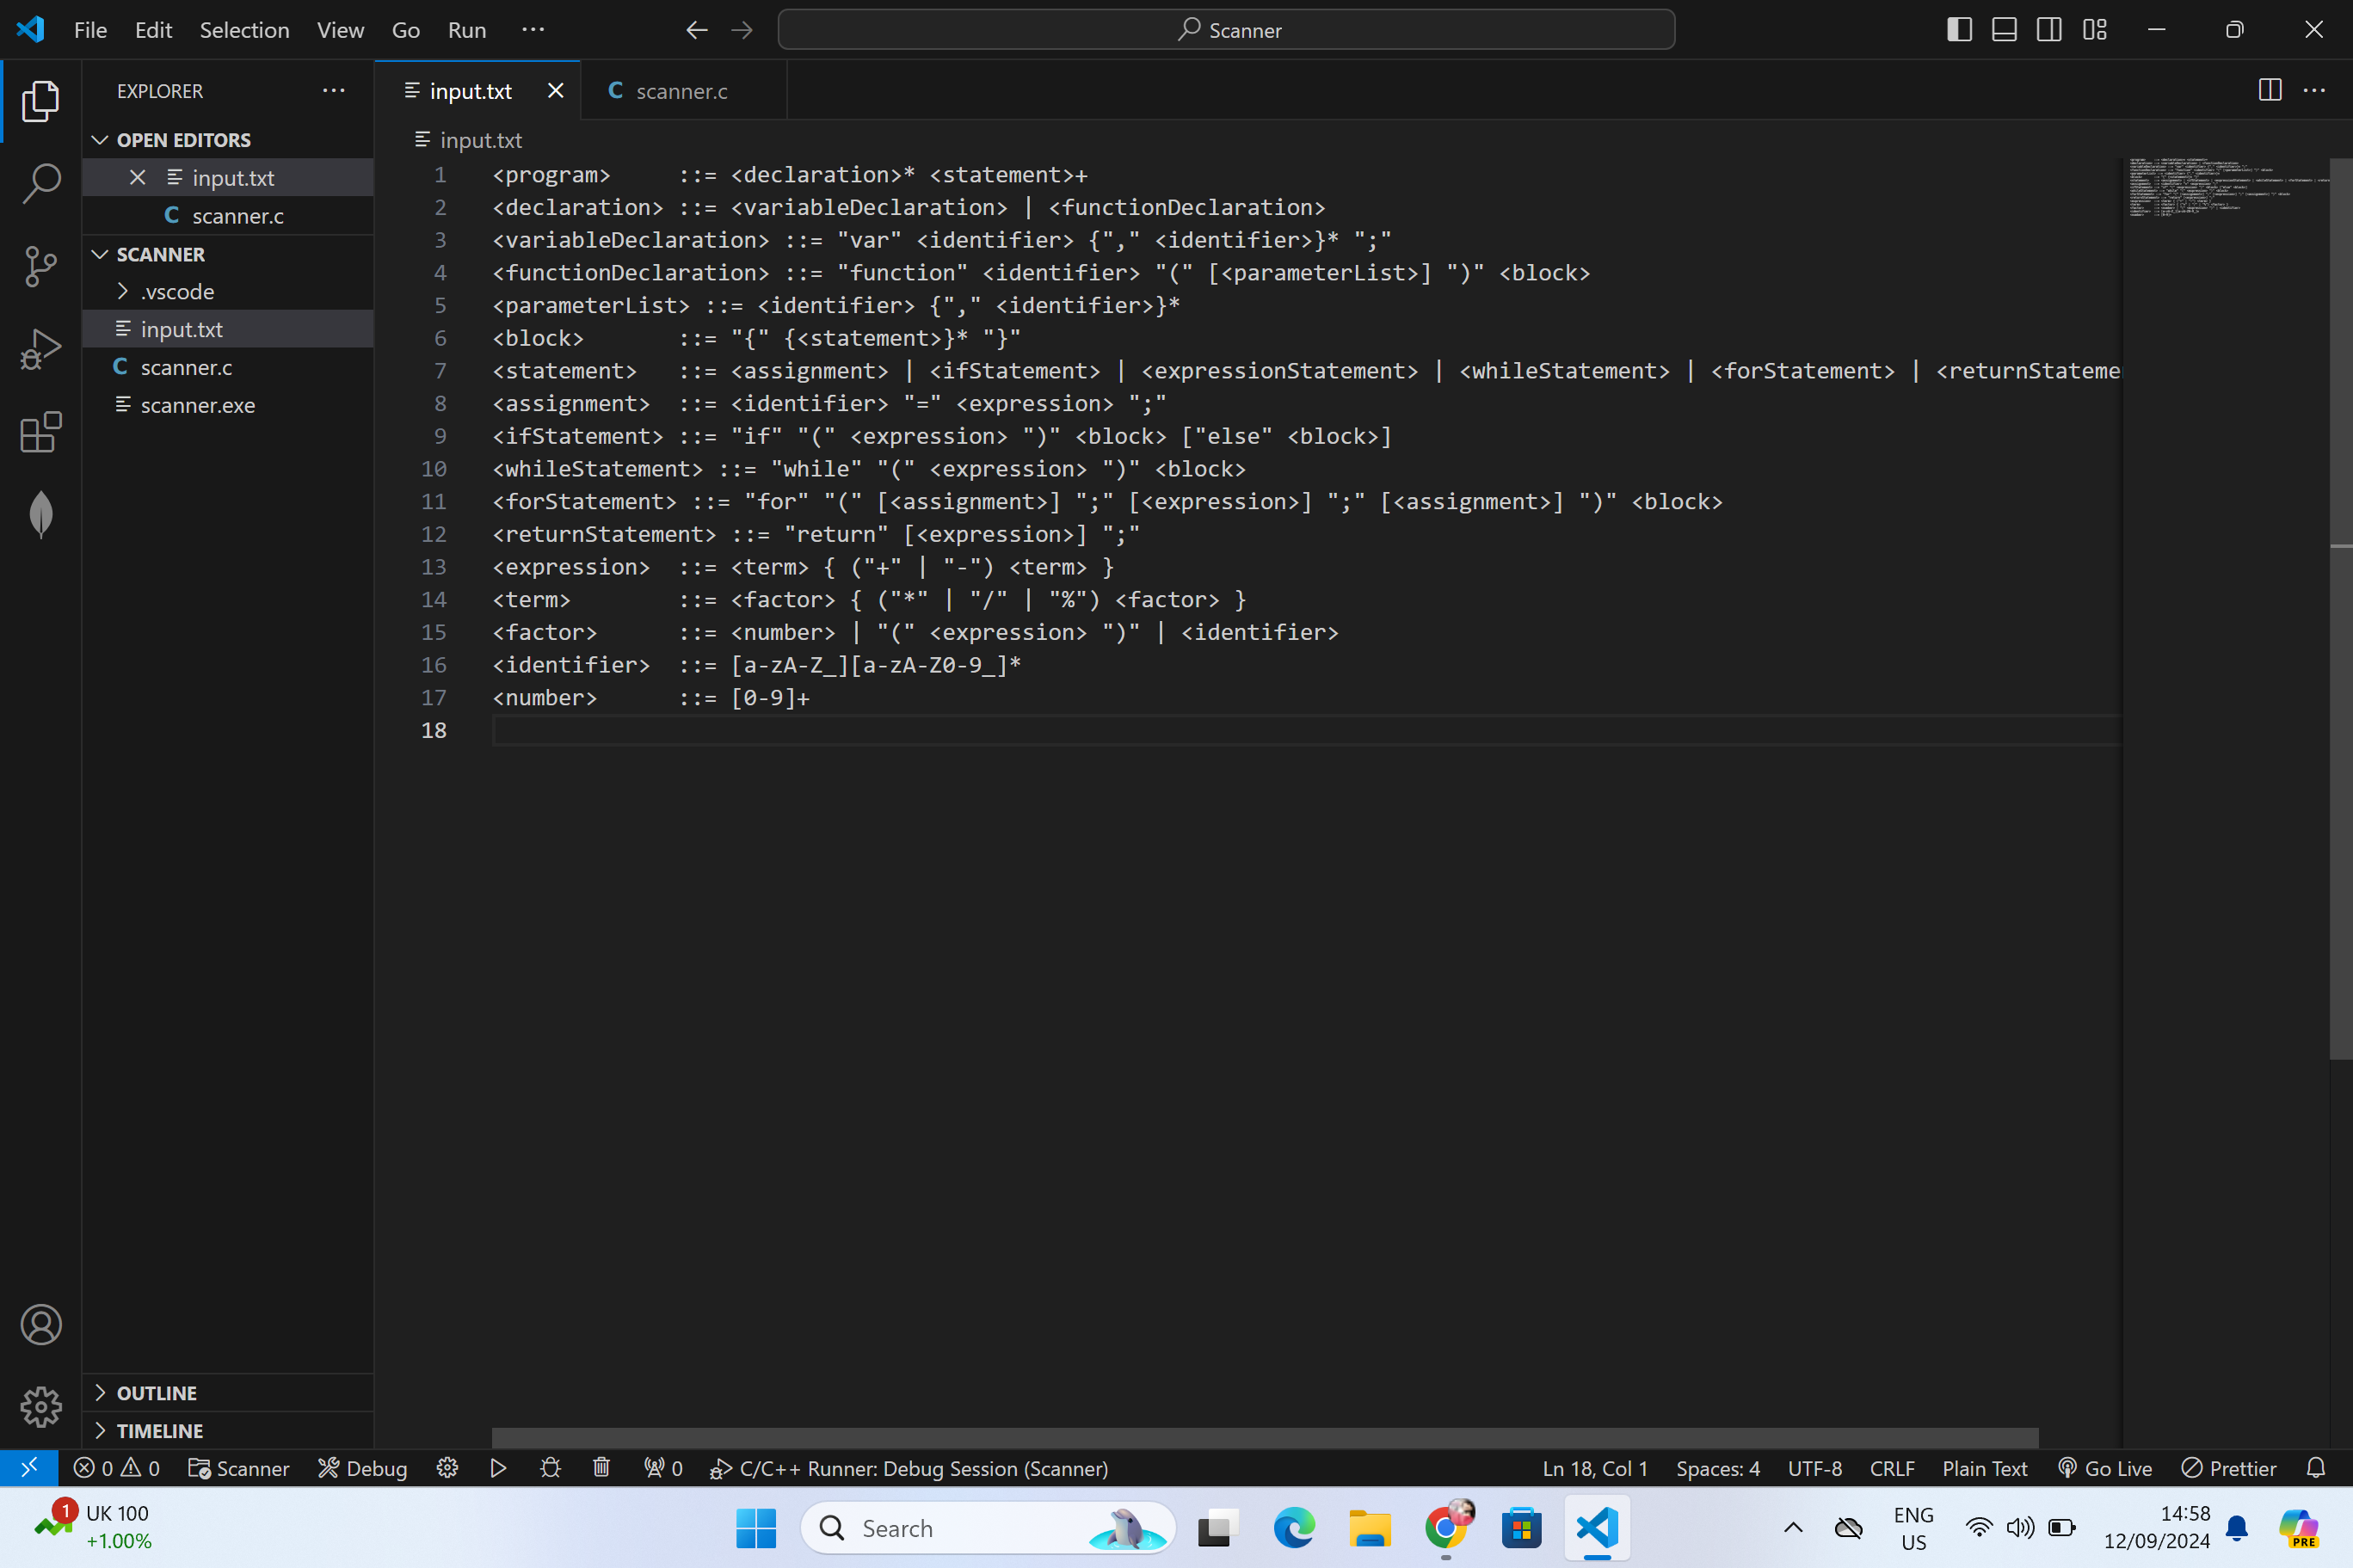 File Edit Selection View Go Run ··· Scanner
EXPLORER ···
input.txt
C scanner.c
OPEN EDITORS
input.txt
C scanner.c
SCANNER
.vscode
input.txt
C scanner.c
scanner.exe
OUTLINE
TIMELINE
input.txt
1 <program>     ::= <declaration>* <statement>+
2 <declaration> ::= <variableDeclaration> | <functionDeclaration>
3 <variableDeclaration> ::= "var" <identifier> {"," <identifier>}* ";"
4 <functionDeclaration> ::= "function" <identifier> "(" [<parameterList>] ")" <block>
5 <parameterList> ::= <identifier> {"," <identifier>}*
6 <block>       ::= "{" {<statement>}* "}"
7 <statement>   ::= <assignment> | <ifStatement> | <expressionStatement> | <whileStatement> | <forStatement> | <returnStateme
8 <assignment>  ::= <identifier> "=" <expression> ";"
9 <ifStatement> ::= "if" "(" <expression> ")" <block> ["else" <block>]
10 <whileStatement> ::= "while" "(" <expression> ")" <block>
11 <forStatement> ::= "for" "(" [<assignment>] ";" [<expression>] ";" [<assignment>] ")" <block>
12 <returnStatement> ::= "return" [<expression>] ";"
13 <expression>  ::= <term> { ("+" | "-") <term> }
14 <term>        ::= <factor> { ("*" | "/" | "%") <factor> }
15 <factor>      ::= <number> | "(" <expression> ")" | <identifier>
16 <identifier>  ::= [a-zA-Z_][a-zA-Z0-9_]*
17 <number>      ::= [0-9]+
18
0 0 Scanner Debug 0 C/C++ Runner: Debug Session (Scanner) Ln 18, Col 1 Spaces: 4 UTF-8 CRLF Plain Text Go Live Prettier
1 UK 100
+1.00%
Search
PRE
ENG
US
14:58
12/09/2024